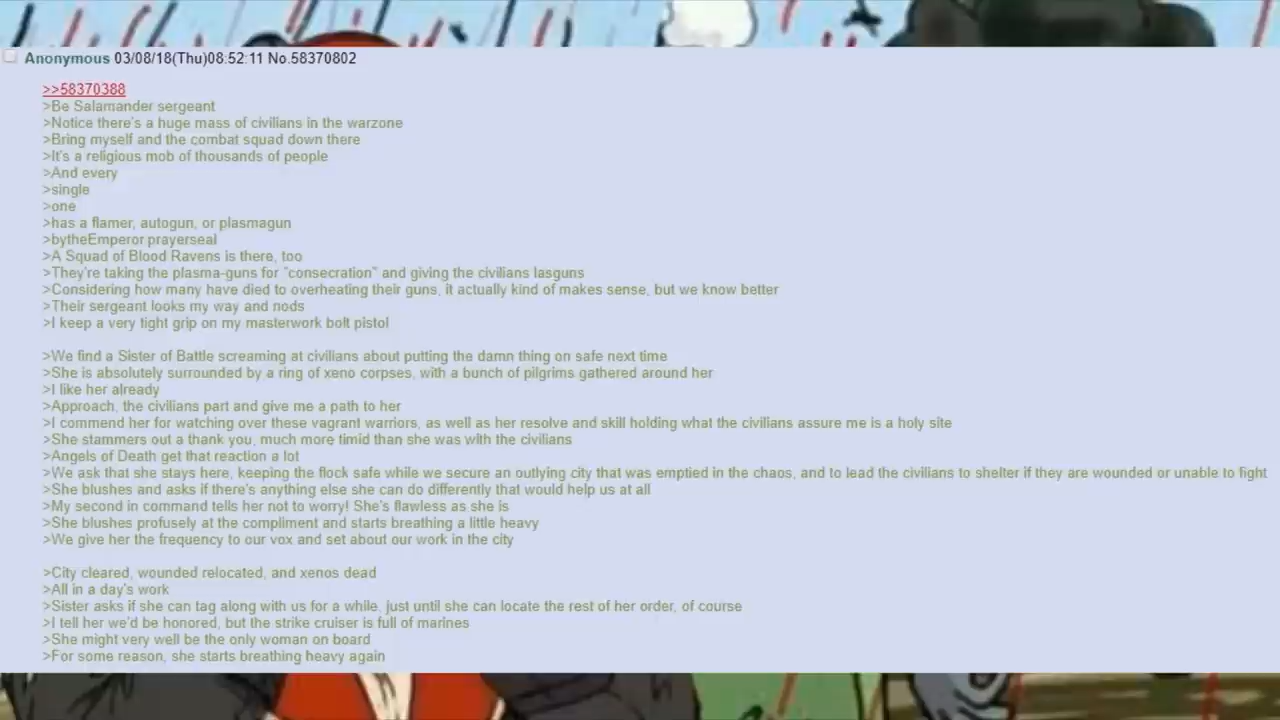 Anonymous 03/08/18(Thu)08:52:11 No.58370802
>>58370388
>Be Salamander sergeant
>Notice there's a huge mass of civilians in the warzone
>Bring myself and the combat squad down there
>It's a religious mob of thousands of people
>And every
>single
>one
>has a flamer, autogun, or plasmagun
>bytheEmperor prayerseal
>A Squad of Blood Ravens is there, too
>They're taking the plasma-guns for "consecration" and giving the civilians lasguns
>Considering how many have died to overheating their guns, it actually kind of makes sense, but we know better
>Their sergeant looks my way and nods
>I keep a very tight grip on my masterwork bolt pistol
>We find a Sister of Battle screaming at civilians about putting the damn thing on safe next time
>She is absolutely surrounded by a ring of xeno corpses, with a bunch of pilgrims gathered around her
>I like her already
>Approach, the civilians part and give me a path to her
>I commend her for watching over these vagrant warriors, as well as her resolve and skill holding what the civilians assure me is a holy site
>She stammers out a thank you, much more timid than she was with the civilians
>Angels of Death get that reaction a lot
>We ask that she stays here, keeping the flock safe while we secure an outlying city that was emptied in the chaos, and to lead the civilians to shelter if they are wounded or unable to fight
>She blushes and asks if there's anything else she can do differently that would help us at all
>My second in command tells her not to worry! She's flawless as she is
>She blushes profusely at the compliment and starts breathing a little heavy
>We give her the frequency to our vox and set about our work in the city
>City cleared, wounded relocated, and xenos dead
>All in a day's work
>Sister asks if she can tag along with us for a while, just until she can locate the rest of her order, of course
>I tell her we'd be honored, but the strike cruiser is full of marines
>She might very well be the only woman on board
>For some reason, she starts breathing heavy again